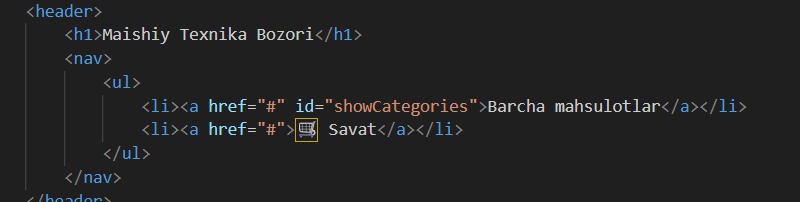 <header>
<h1>Maishiy Texnika Bozori</h1>
<nav>
<ul>
<li><a href="#" id="showCategories">Barcha mahsulotlar</a></li>
<li><a href="#">🛒 Savat</a></li>
</ul>
</nav>
</header>